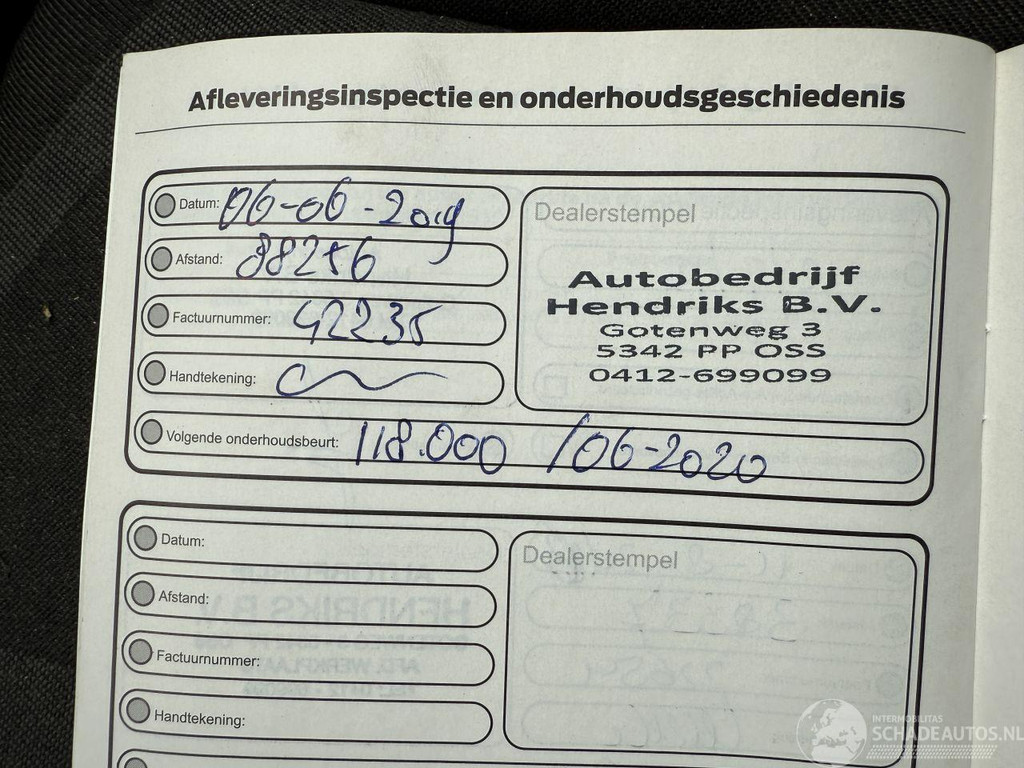 Afleveringsinspectie en onderhoudsgeschiedenis
Datum: 06-06-2019
Afstand: 88256
Factuurnummer: 42235
Handtekening:
Volgende onderhoudsbeurt: 118.000 /06-2020
Dealerstempel
Autobedrijf
Hendriks B.V.
Gotenweg 3
5342 PP OSS
0412-699099
Datum:
Afstand:
Factuurnummer:
Handtekening:
Dealerstempel
INTERMOBILITAS
SCHADEAUTOS.NL